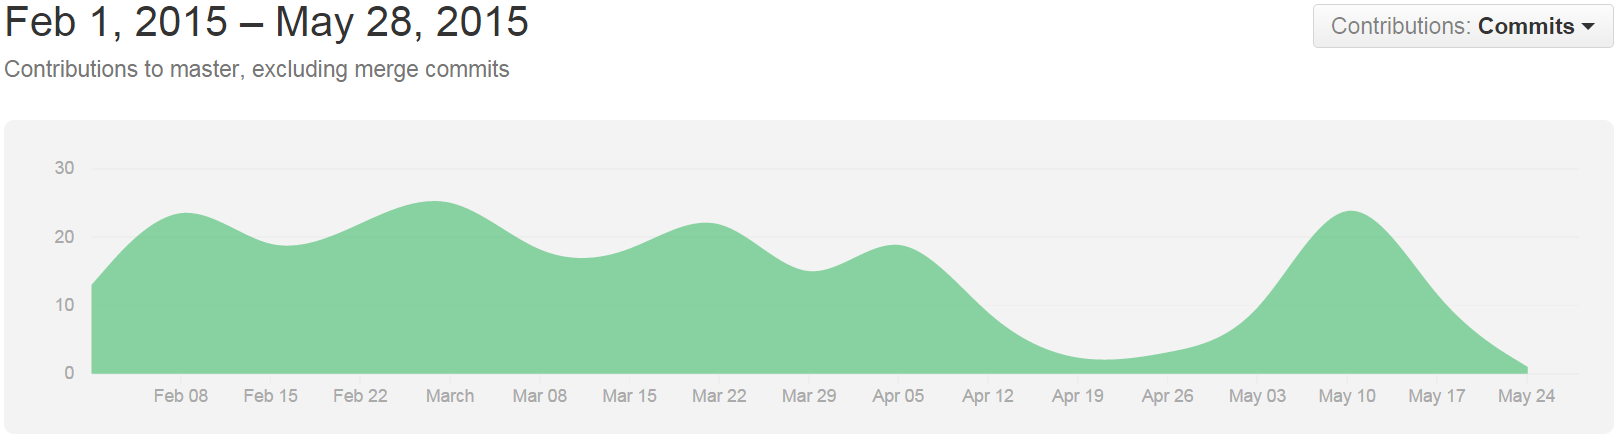 Feb 1, 2015 – May 28, 2015
Contributions: Commits
Contributions to master, excluding merge commits
30
20
10
0
Feb 08 Feb 15 Feb 22 March Mar 08 Mar 15 Mar 22 Mar 29 Apr 05 Apr 12 Apr 19 Apr 26 May 03 May 10 May 17 May 24